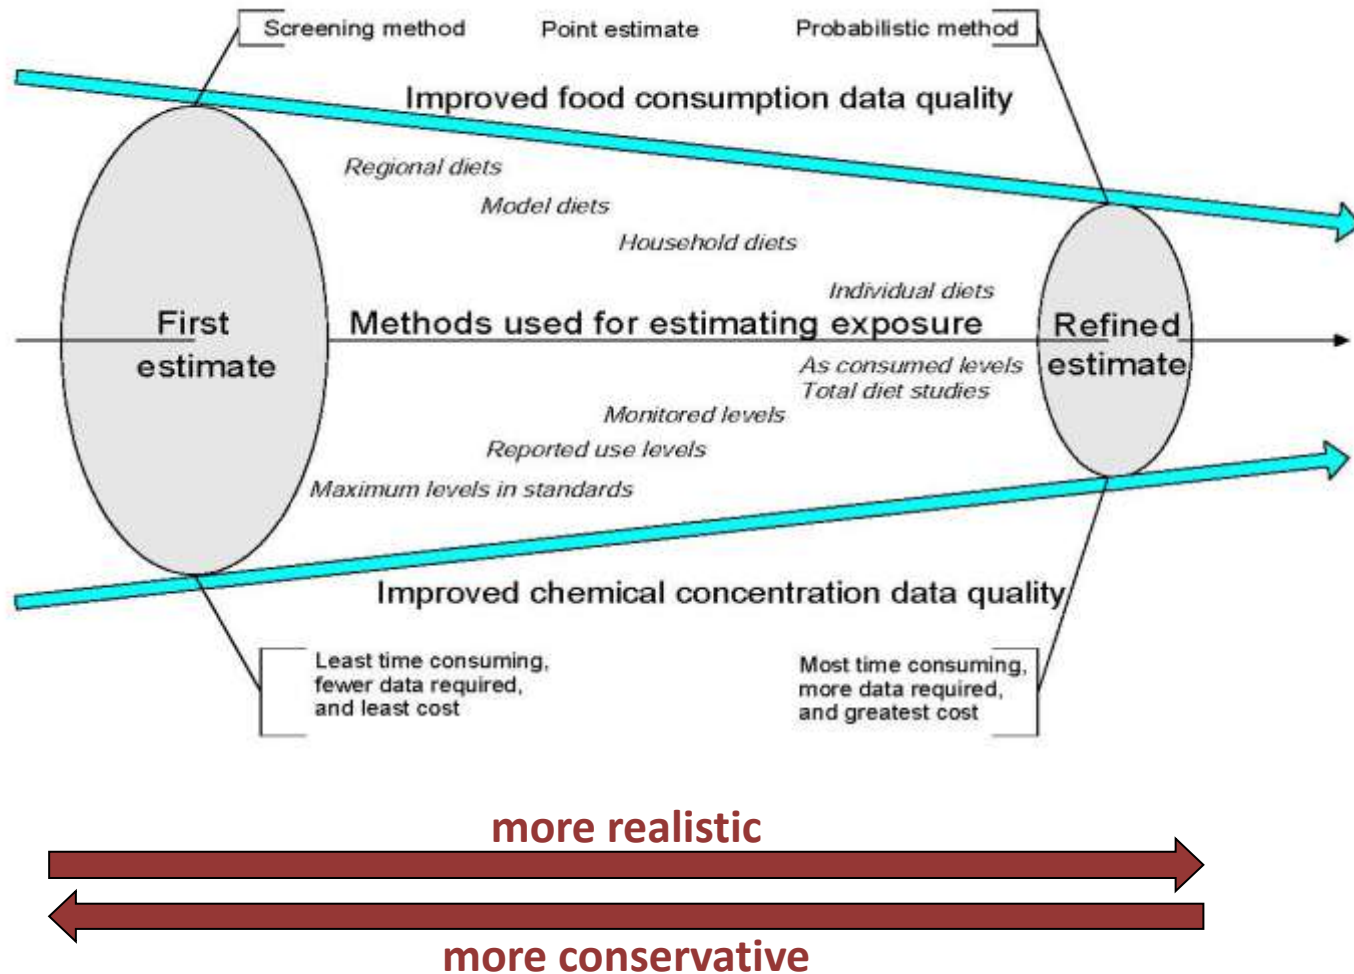 Screening method Point estimate Probabilistic method
Improved food consumption data quality
Regional diets
Model diets
Household diets
Individual diets
First
estimate
Methods used for estimating exposure
Refined
estimate
As consumed levels
Total diet studies
Monitored levels
Reported use levels
Maximum levels in standards
Improved chemical concentration data quality
Least time consuming,
fewer data required,
and least cost
Most time consuming,
more data required,
and greatest cost
more realistic
more conservative